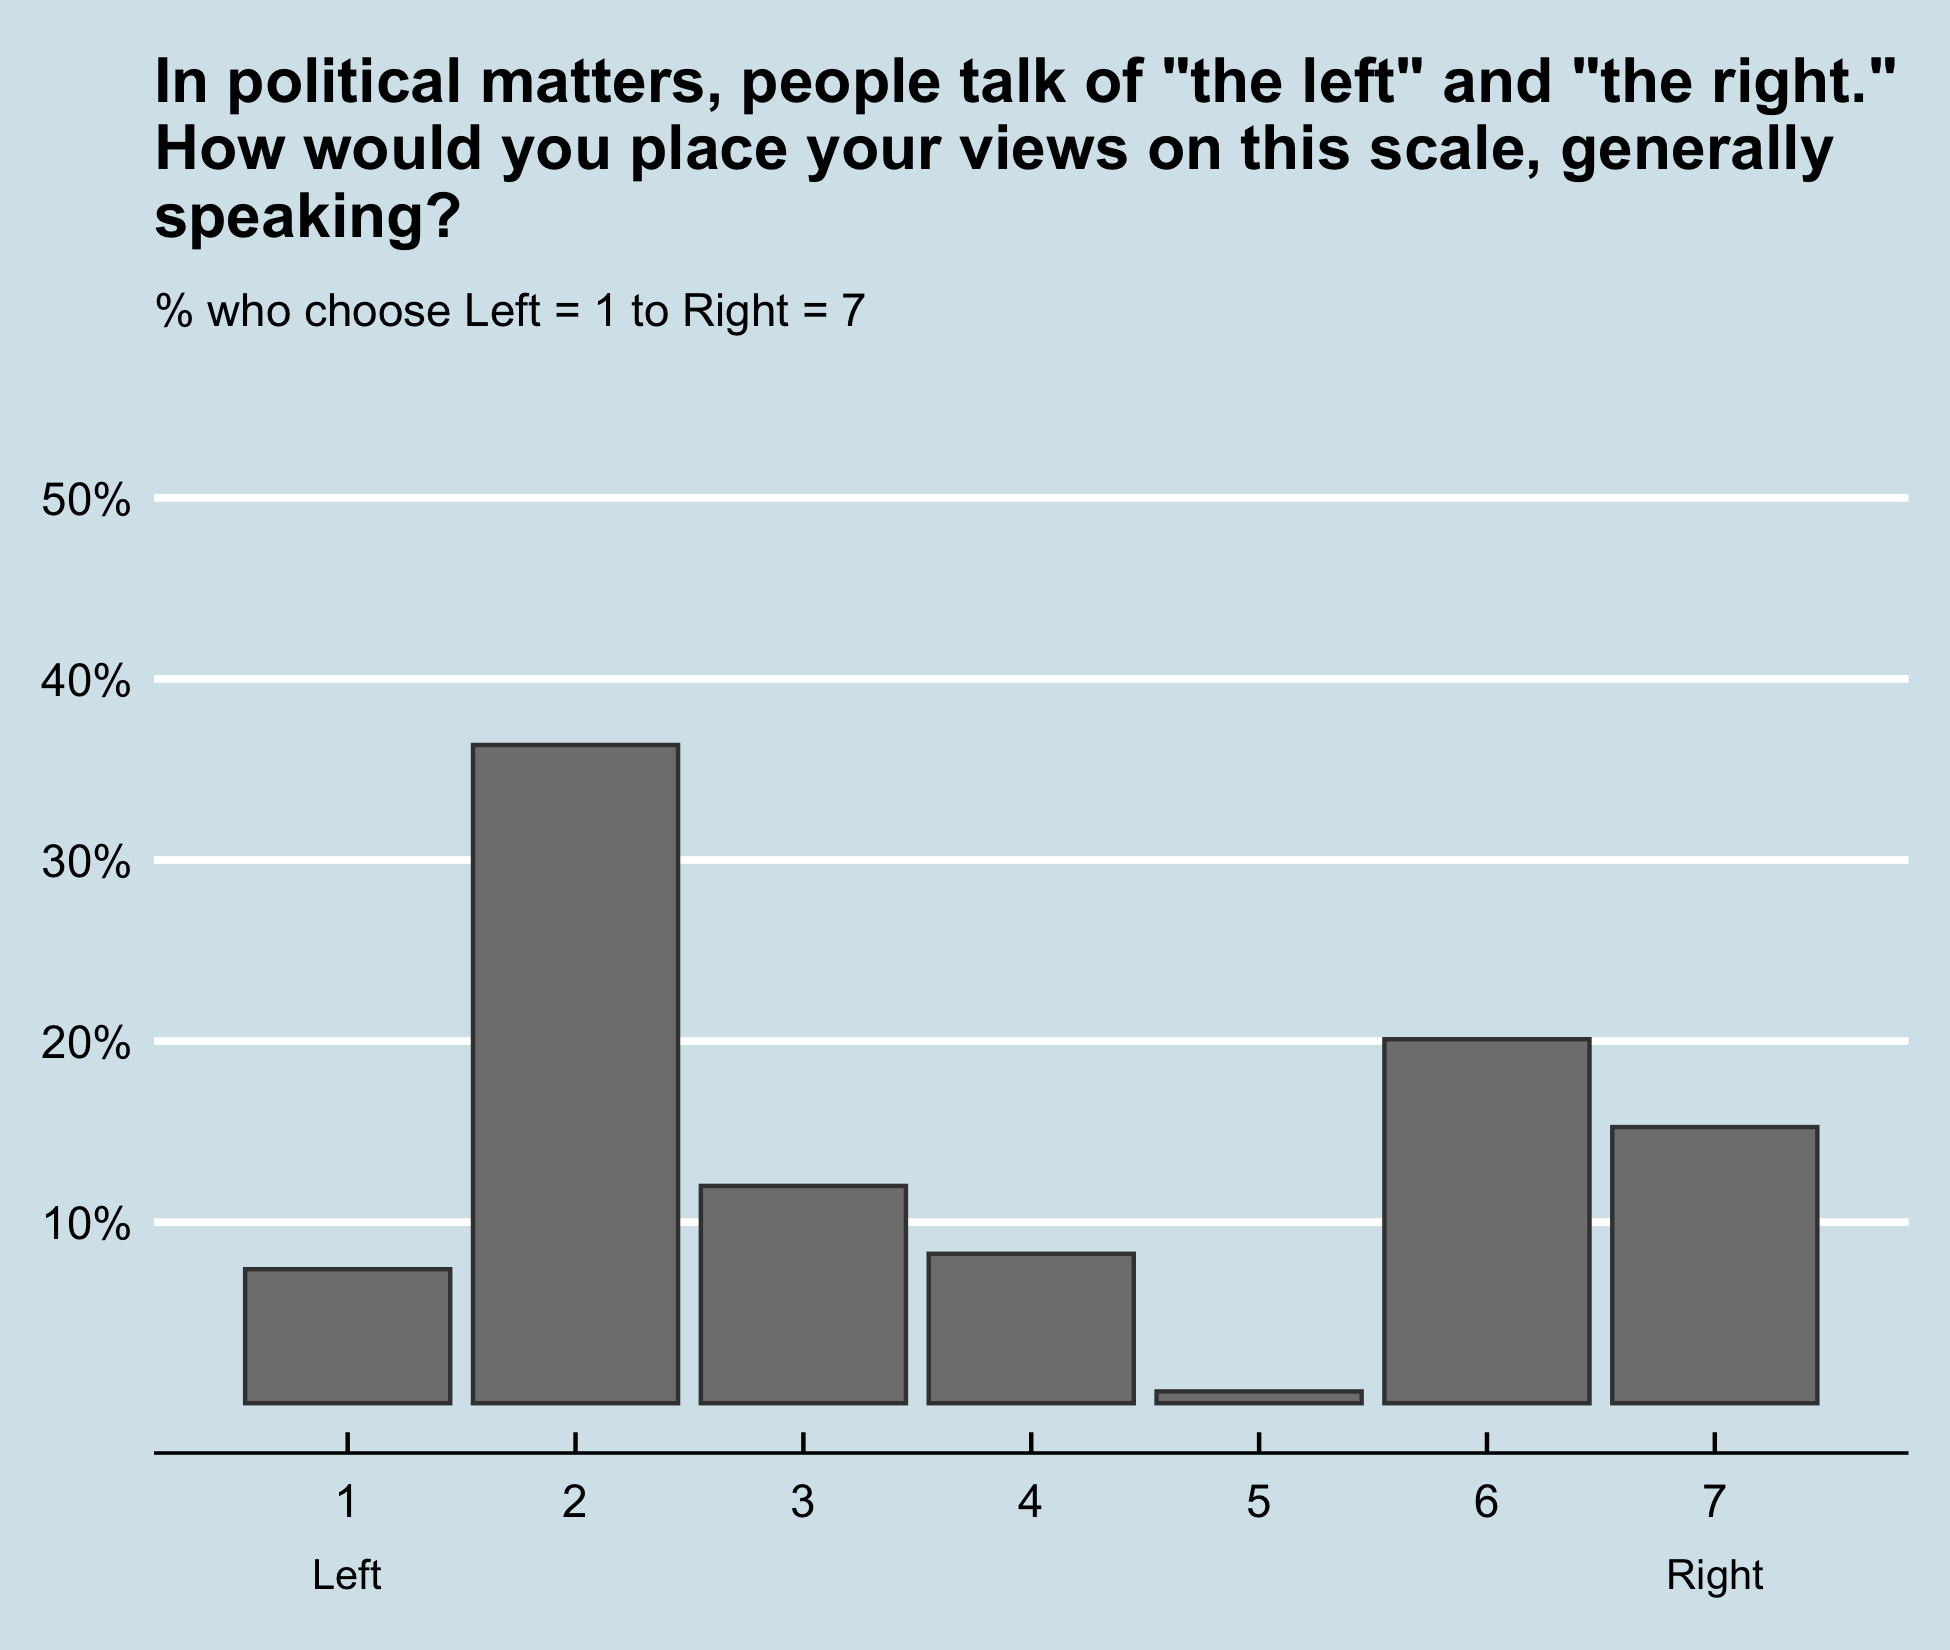 In political matters, people talk of "the left" and "the right."
How would you place your views on this scale, generally
speaking?
% who choose Left = 1 to Right = 7
50%
40%
30%
20%
10%
1 2 3 4 5 6 7
Left Right